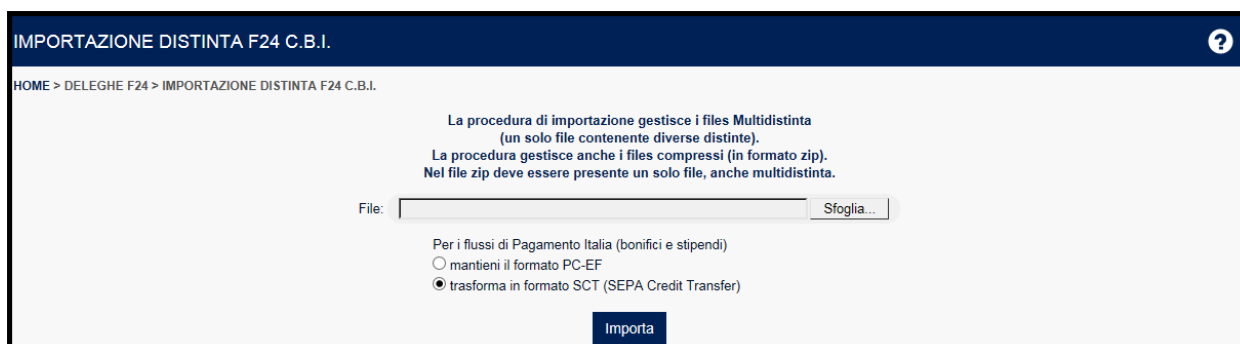 IMPORTAZIONE DISTINTA F24 C.B.I.
?
HOME > DELEGHE F24 > IMPORTAZIONE DISTINTA F24 C.B.I.
La procedura di importazione gestisce i files Multidistinta
(un solo file contenente diverse distinte).
La procedura gestisce anche i files compressi (in formato zip).
Nel file zip deve essere presente un solo file, anche multidistinta.
File: Sfoglia...
Per i flussi di Pagamento Italia (bonifici e stipendi)
mantieni il formato PC-EF
trasforma in formato SCT (SEPA Credit Transfer)
Importa